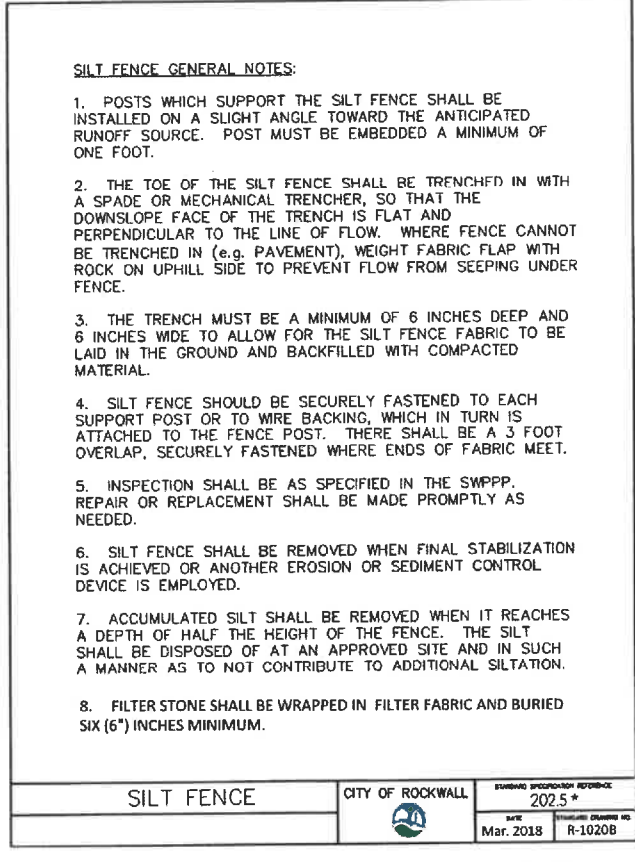 SILT FENCE GENERAL NOTES:
1. POSTS WHICH SUPPORT THE SILT FENCE SHALL BE
INSTALLED ON A SLIGHT ANGLE TOWARD THE ANTICIPATED
RUNOFF SOURCE. POST MUST BE EMBEDDED A MINIMUM OF
ONE FOOT.
2. THE TOE OF THE SILT FENCE SHALL BE TRENCHED IN WITH
A SPADE OR MECHANICAL TRENCHER, SO THAT THE
DOWNSLOPE FACE OF THE TRENCH IS FLAT AND
PERPENDICULAR TO THE LINE OF FLOW. WHERE FENCE CANNOT
BE TRENCHED IN (e.g. PAVEMENT), WEIGHT FABRIC FLAP WITH
ROCK ON UPHILL SIDE TO PREVENT FLOW FROM SEEPING UNDER
FENCE.
3. THE TRENCH MUST BE A MINIMUM OF 6 INCHES DEEP AND
6 INCHES WIDE TO ALLOW FOR THE SILT FENCE FABRIC TO BE
LAID IN THE GROUND AND BACKFILLED WITH COMPACTED
MATERIAL.
4. SILT FENCE SHOULD BE SECURELY FASTENED TO EACH
SUPPORT POST OR TO WIRE BACKING, WHICH IN TURN IS
ATTACHED TO THE FENCE POST. THERE SHALL BE A 3 FOOT
OVERLAP, SECURELY FASTENED WHERE ENDS OF FABRIC MEET.
5. INSPECTION SHALL BE AS SPECIFIED IN THE SWPPP.
REPAIR OR REPLACEMENT SHALL BE MADE PROMPTLY AS
NEEDED.
6. SILT FENCE SHALL BE REMOVED WHEN FINAL STABILIZATION
IS ACHIEVED OR ANOTHER EROSION OR SEDIMENT CONTROL
DEVICE IS EMPLOYED.
7. ACCUMULATED SILT SHALL BE REMOVED WHEN IT REACHES
A DEPTH OF HALF THE HEIGHT OF THE FENCE. THE SILT
SHALL BE DISPOSED OF AT AN APPROVED SITE AND IN SUCH
A MANNER AS TO NOT CONTRIBUTE TO ADDITIONAL SILTATION.
8. FILTER STONE SHALL BE WRAPPED IN FILTER FABRIC AND BURIED
SIX (6") INCHES MINIMUM.
SILT FENCE
CITY OF ROCKWALL
STANDARD SPECIFICATION REFERENCE
202.5*
DATE
Mar. 2018
STANDARD DRAWING NO.
R-1020B